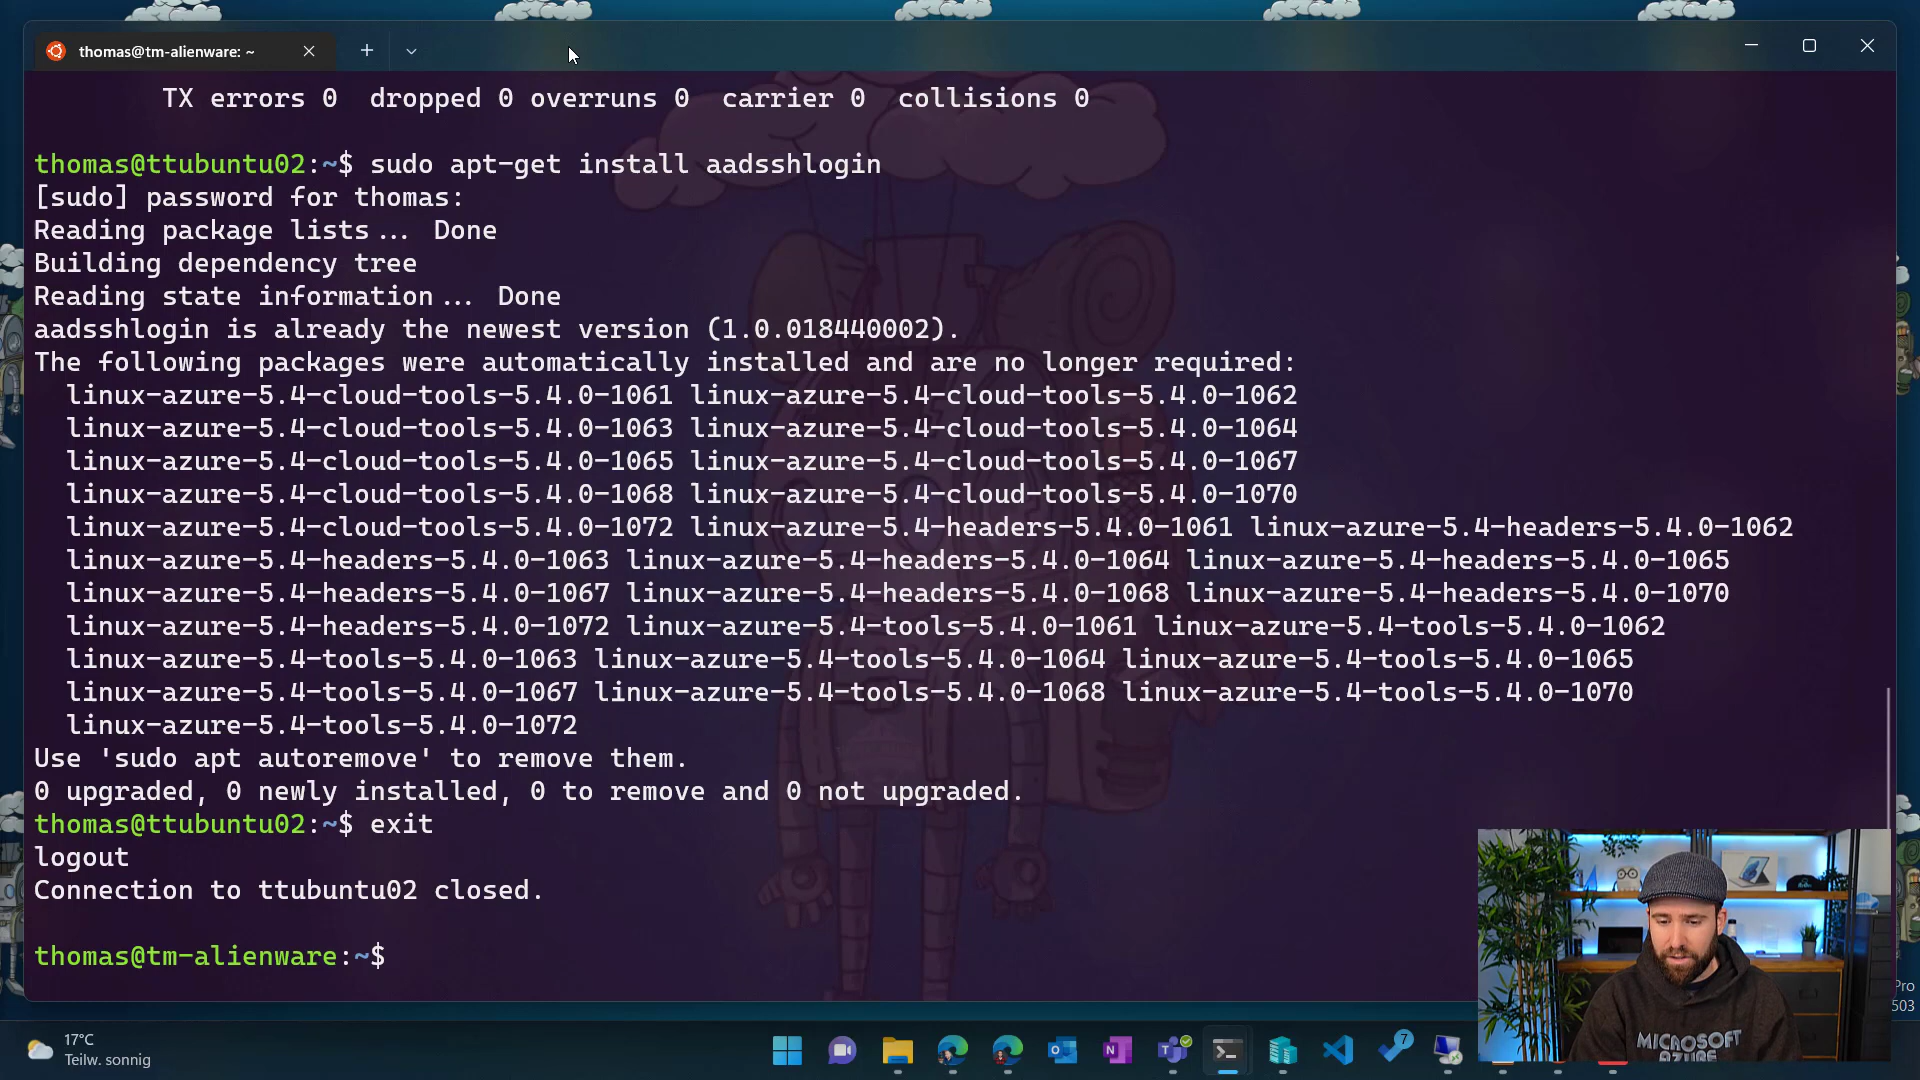 thomas@tm-alienware: ~
TX errors 0  dropped 0 overruns 0  carrier 0  collisions 0
thomas@ttubuntu02:~$ sudo apt-get install aadsshlogin
[sudo] password for thomas:
Reading package lists... Done
Building dependency tree
Reading state information... Done
aadsshlogin is already the newest version (1.0.018440002).
The following packages were automatically installed and are no longer required:
linux-azure-5.4-cloud-tools-5.4.0-1061 linux-azure-5.4-cloud-tools-5.4.0-1062
linux-azure-5.4-cloud-tools-5.4.0-1063 linux-azure-5.4-cloud-tools-5.4.0-1064
linux-azure-5.4-cloud-tools-5.4.0-1065 linux-azure-5.4-cloud-tools-5.4.0-1067
linux-azure-5.4-cloud-tools-5.4.0-1068 linux-azure-5.4-cloud-tools-5.4.0-1070
linux-azure-5.4-cloud-tools-5.4.0-1072 linux-azure-5.4-headers-5.4.0-1061 linux-azure-5.4-headers-5.4.0-1062
linux-azure-5.4-headers-5.4.0-1063 linux-azure-5.4-headers-5.4.0-1064 linux-azure-5.4-headers-5.4.0-1065
linux-azure-5.4-headers-5.4.0-1067 linux-azure-5.4-headers-5.4.0-1068 linux-azure-5.4-headers-5.4.0-1070
linux-azure-5.4-headers-5.4.0-1072 linux-azure-5.4-tools-5.4.0-1061 linux-azure-5.4-tools-5.4.0-1062
linux-azure-5.4-tools-5.4.0-1063 linux-azure-5.4-tools-5.4.0-1064 linux-azure-5.4-tools-5.4.0-1065
linux-azure-5.4-tools-5.4.0-1067 linux-azure-5.4-tools-5.4.0-1068 linux-azure-5.4-tools-5.4.0-1070
linux-azure-5.4-tools-5.4.0-1072
Use 'sudo apt autoremove' to remove them.
0 upgraded, 0 newly installed, 0 to remove and 0 not upgraded.
thomas@ttubuntu02:~$ exit
logout
Connection to ttubuntu02 closed.
thomas@tm-alienware:~$
Pro
503
MICROSOFT
AZURE
17°C
Teilw. sonnig
7